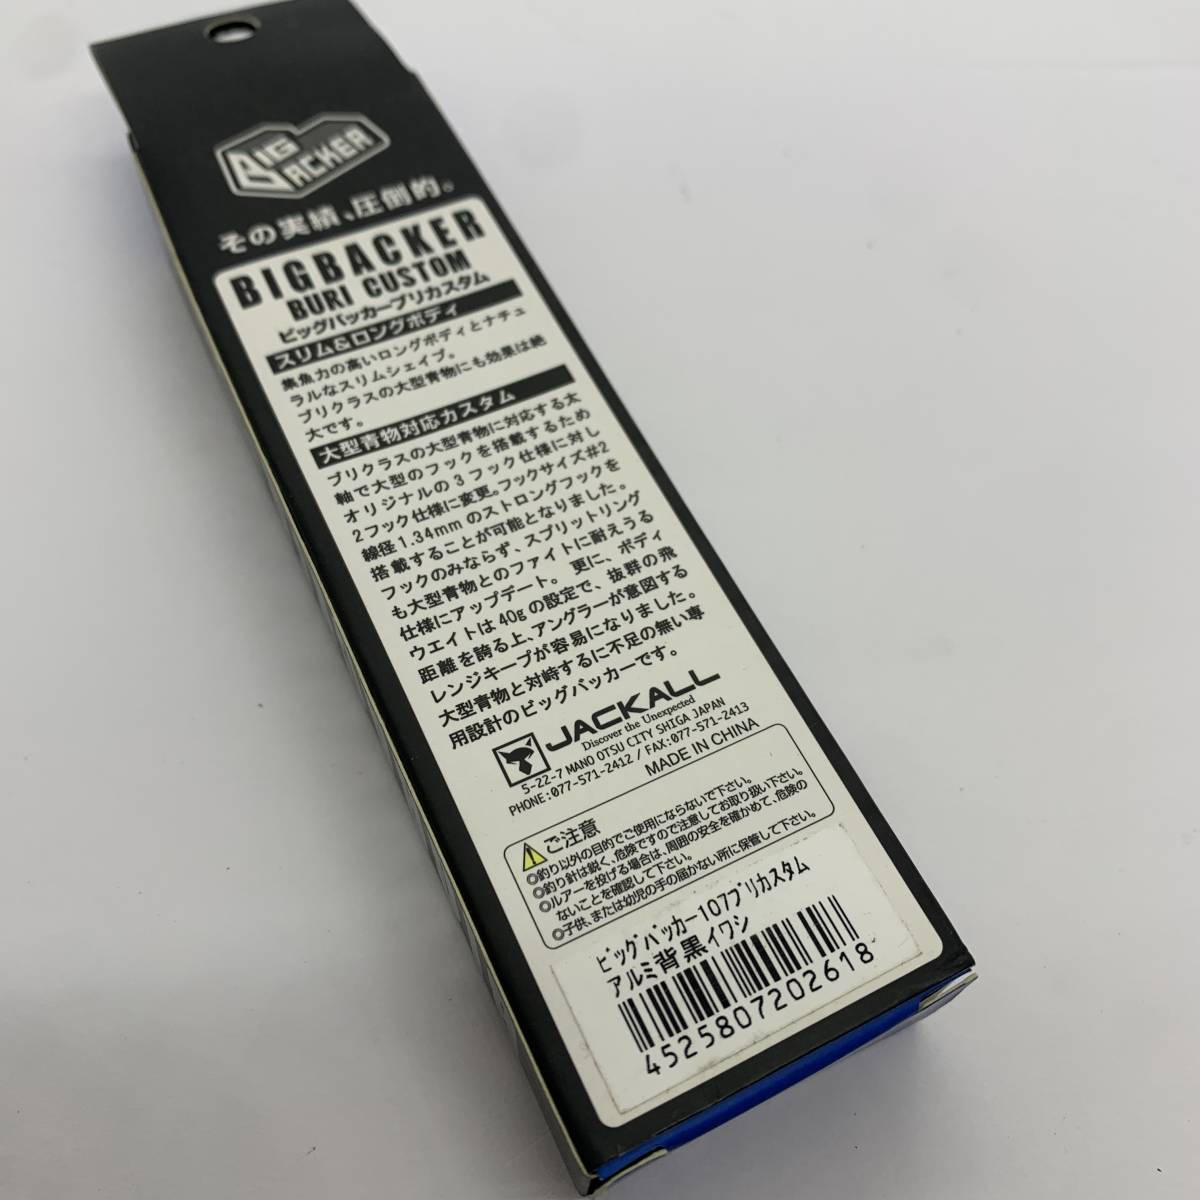 BIG BACKER
その実績、圧倒的。
BIGBACKER
BURI CUSTOM
ビッグバッカーブリカスタム
スリム&ロングボディ
集魚力の高いロングボディとナチュ
ラルなスリムシェイプ。
ブリクラスの大型青物にも効果は絶
大です。
大型青物対応カスタム
ブリクラスの大型青物に対応する太
軸で大型のフックを搭載するため
オリジナルの3フック仕様に対し
2フック仕様に変更。フックサイズ#2
線径1.34mmのストロングフックを
搭載することが可能となりました。
フックのみならず、スプリットリング
も大型青物とのファイトに耐えうる
仕様にアップデート。 更に、ボディ
ウエイトは40gの設定で、抜群の飛
距離を誇る上、アングラーが意図する
レンジキープが容易になりました。
大型青物と対峙するに不足の無い専
用設計のビッグバッカーです。
JACKALL
Discover the Unexpected
5-22-7 MANO OTSU CITY SHIGA JAPAN
PHONE:077-571-2412 / FAX:077-571-2413
MADE IN CHINA
ご注意
◎釣り以外の目的でご使用にならないで下さい。
◎釣り針は鋭く、危険ですので注意してお取り扱い下さい。
◎ルアーを投げる場合は、周囲の安全を確かめて、危険の
ないことを確認して下さい。
◎子供、または幼児の手の届かない所に保管して下さい。
ビッグバッカー107ブリカスタム
アルミ背黒イワシ
4525807202618